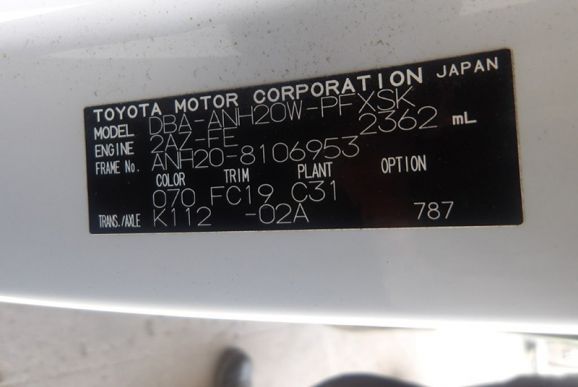 TOYOTA MOTOR CORPORATION JAPAN
MODEL DBA-ANH20W-PFXSK
ENGINE 2AZ-FE 2362 mL
FRAME No. ANH20-8106953
COLOR TRIM PLANT OPTION
070 FC19 C31
TRANS./AXLE K112 -02A 787